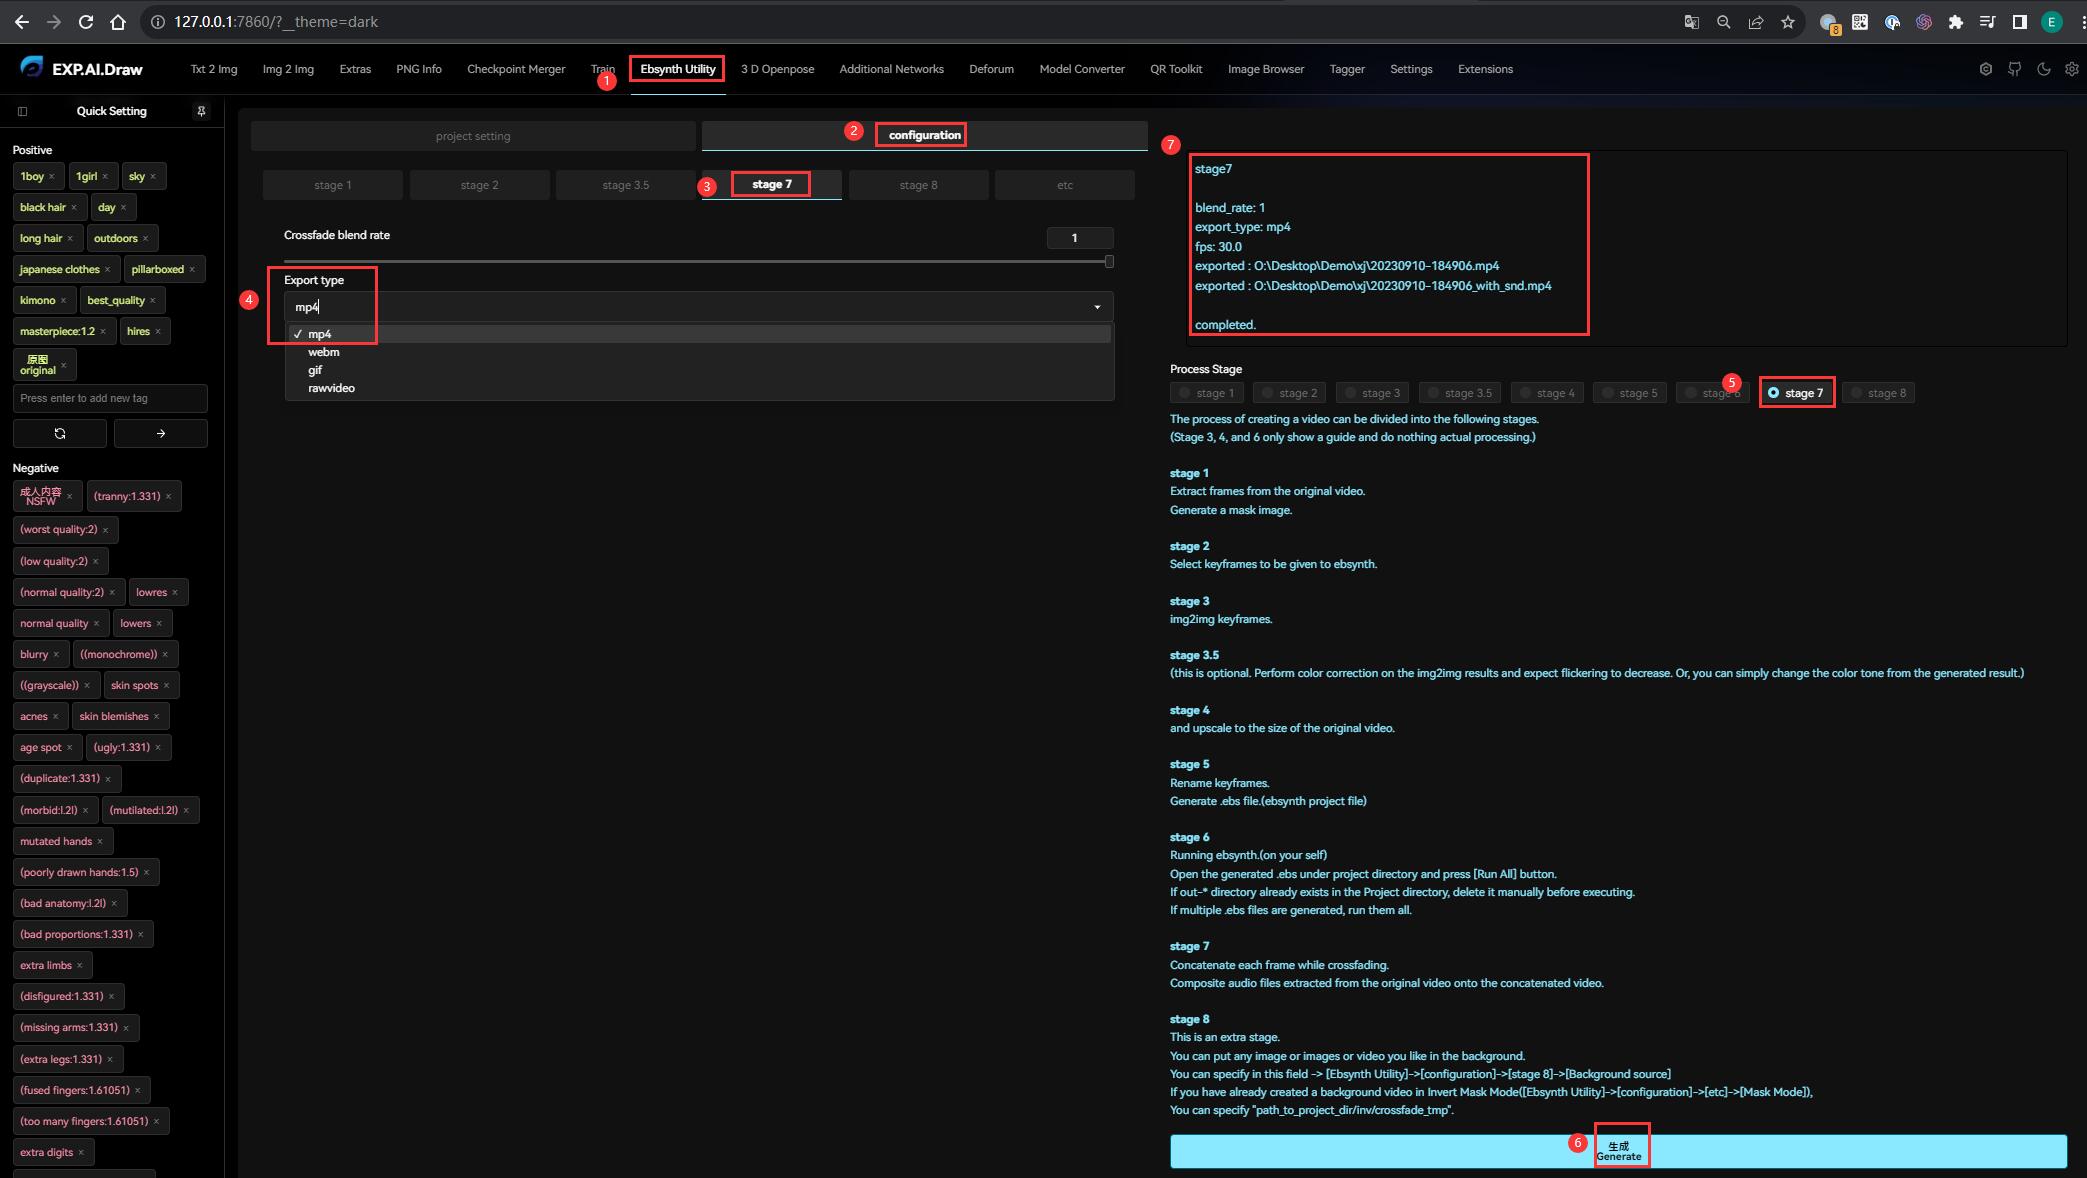 127.0.0.1:7860/?__theme=dark
8
E
EXP.AI.Draw
Txt 2 Img
Img 2 Img
Extras
PNG Info
Checkpoint Merger
Train
1
Ebsynth Utility
3 D Openpose
Additional Networks
Deforum
Model Converter
QR Toolkit
Image Browser
Tagger
Settings
Extensions
Quick Setting
Positive
1boy ×
1girl ×
sky ×
black hair ×
day ×
long hair ×
outdoors ×
japanese clothes ×
pillarboxed ×
kimono ×
best_quality ×
masterpiece:1.2 ×
hires ×
原图
original ×
Press enter to add new tag
Negative
成人内容
NSFW ×
(tranny:1.331) ×
(worst quality:2) ×
(low quality:2) ×
(normal quality:2) ×
lowres ×
normal quality ×
lowers ×
blurry ×
((monochrome)) ×
((grayscale)) ×
skin spots ×
acnes ×
skin blemishes ×
age spot ×
(ugly:1.331) ×
(duplicate:1.331) ×
(morbid:l.2l) ×
(mutilated:l.2l) ×
mutated hands ×
(poorly drawn hands:1.5) ×
(bad anatomy:l.2l) ×
(bad proportions:1.331) ×
extra limbs ×
(disfigured:1.331) ×
(missing arms:1.331) ×
(extra legs:1.331) ×
(fused fingers:1.61051) ×
(too many fingers:1.61051) ×
extra digits ×
project setting
2
configuration
stage 1
stage 2
stage 3.5
3
stage 7
stage 8
etc
Crossfade blend rate
1
4
Export type
mp4
✓ mp4
webm
gif
rawvideo
7
stage7
blend_rate: 1
export_type: mp4
fps: 30.0
exported : O:\Desktop\Demo\xj\20230910-184906.mp4
exported : O:\Desktop\Demo\xj\20230910-184906_with_snd.mp4
completed.
Process Stage
stage 1
stage 2
stage 3
stage 3.5
stage 4
stage 5
stage 6
5
stage 7
stage 8
The process of creating a video can be divided into the following stages.
(Stage 3, 4, and 6 only show a guide and do nothing actual processing.)
stage 1
Extract frames from the original video.
Generate a mask image.
stage 2
Select keyframes to be given to ebsynth.
stage 3
img2img keyframes.
stage 3.5
(this is optional. Perform color correction on the img2img results and expect flickering to decrease. Or, you can simply change the color tone from the generated result.)
stage 4
and upscale to the size of the original video.
stage 5
Rename keyframes.
Generate .ebs file.(ebsynth project file)
stage 6
Running ebsynth.(on your self)
Open the generated .ebs under project directory and press [Run All] button.
If out-* directory already exists in the Project directory, delete it manually before executing.
If multiple .ebs files are generated, run them all.
stage 7
Concatenate each frame while crossfading.
Composite audio files extracted from the original video onto the concatenated video.
stage 8
This is an extra stage.
You can put any image or images or video you like in the background.
You can specify in this field -> [Ebsynth Utility]->[configuration]->[stage 8]->[Background source]
If you have already created a background video in Invert Mask Mode([Ebsynth Utility]->[configuration]->[etc]->[Mask Mode]),
You can specify "path_to_project_dir/inv/crossfade_tmp".
6
生成
Generate